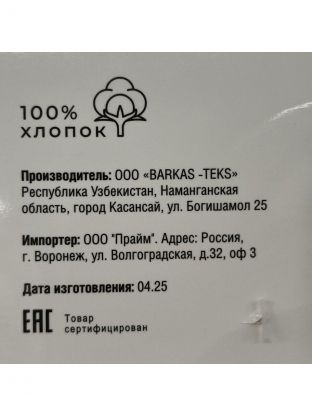 100%
ХЛОПОК
Производитель: ООО «BARKAS -TEKS»
Республика Узбекистан, Наманганская
область, город Касансай, ул. Богишамол 25
Импортер: ООО "Прайм". Адрес: Россия,
г. Воронеж, ул. Волгоградская, д.32, оф 3
Дата изготовления: 04.25
ЕАС Товар
сертифицирован